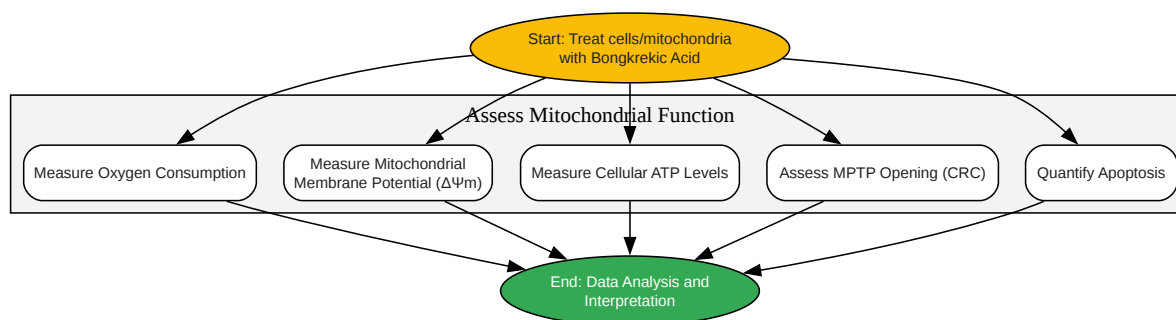 Start: Treat cells/mitochondria
with Bongkrekic Acid
Assess Mitochondrial Function
Measure Oxygen Consumption
Measure Mitochondrial
Membrane Potential (ΔΨm)
Measure Cellular ATP Levels
Assess MPTP Opening (CRC)
Quantify Apoptosis
End: Data Analysis and
Interpretation